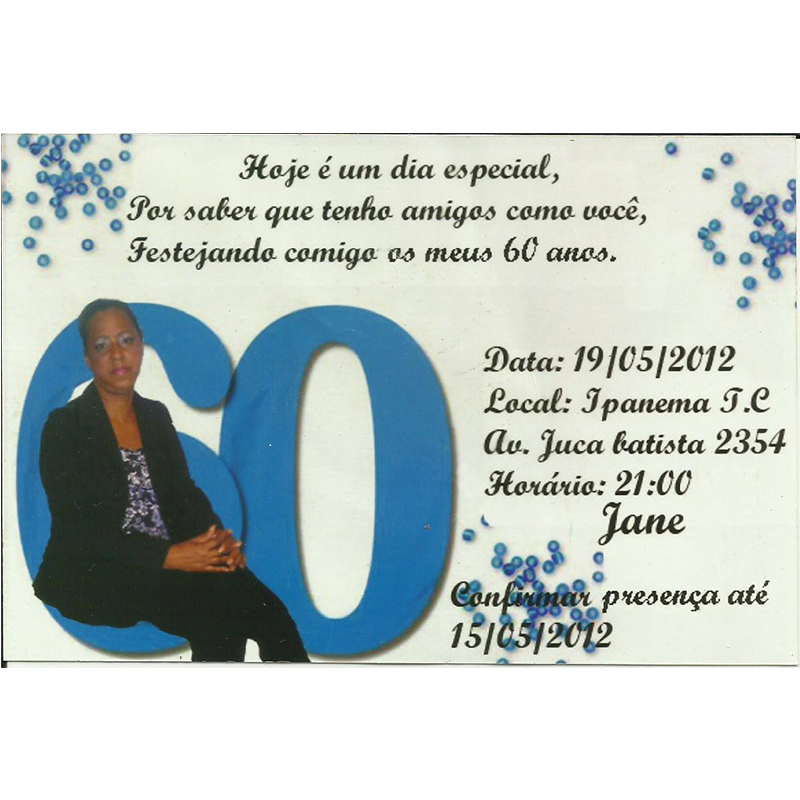 Hoje é um dia especial,
Por saber que tenho amigos como você,
Festejando comigo os meus 60 anos.
60
Data: 19/05/2012
Local: Ipanema T.C
Av. Juca batista 2354
Horário: 21:00
Jane
Confirmar presença até
15/05/2012